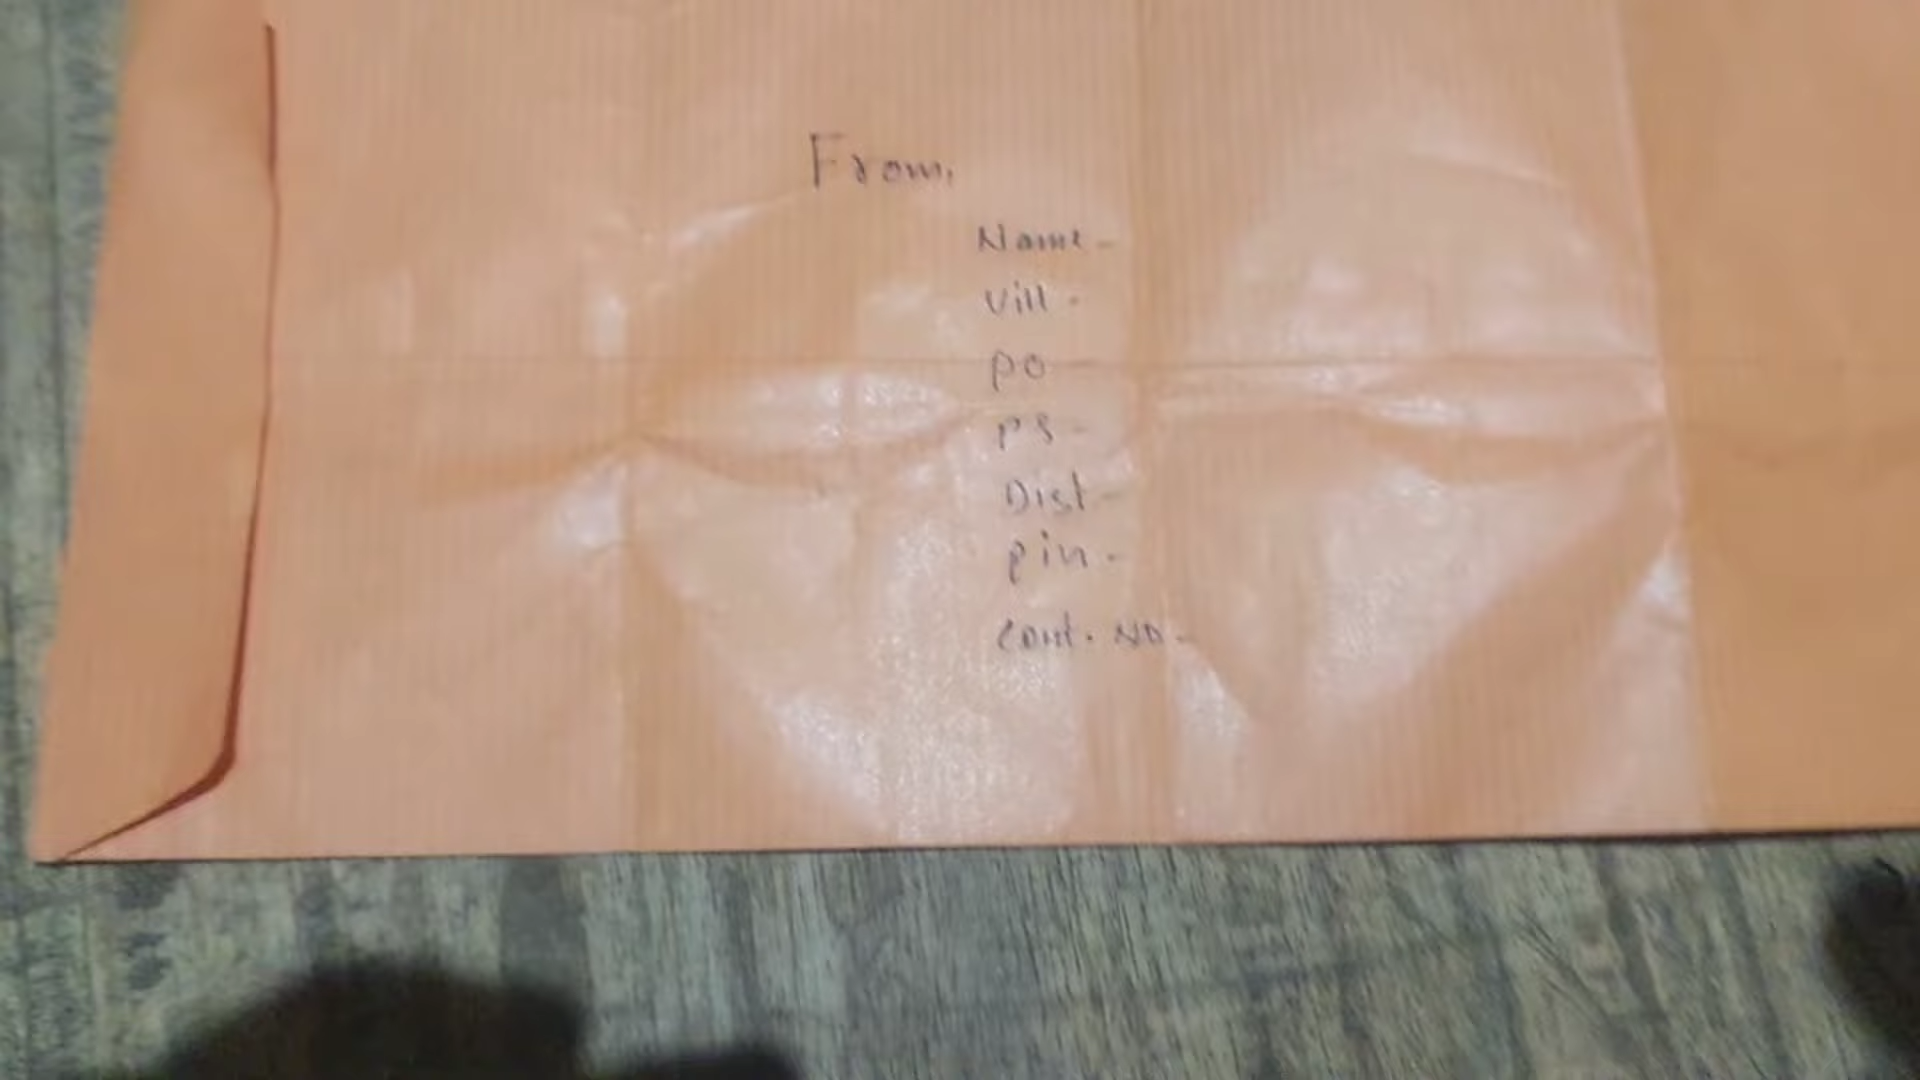 From,
Name-
Vill-
po-
ps-
Dist-
pin-
Cont. No-